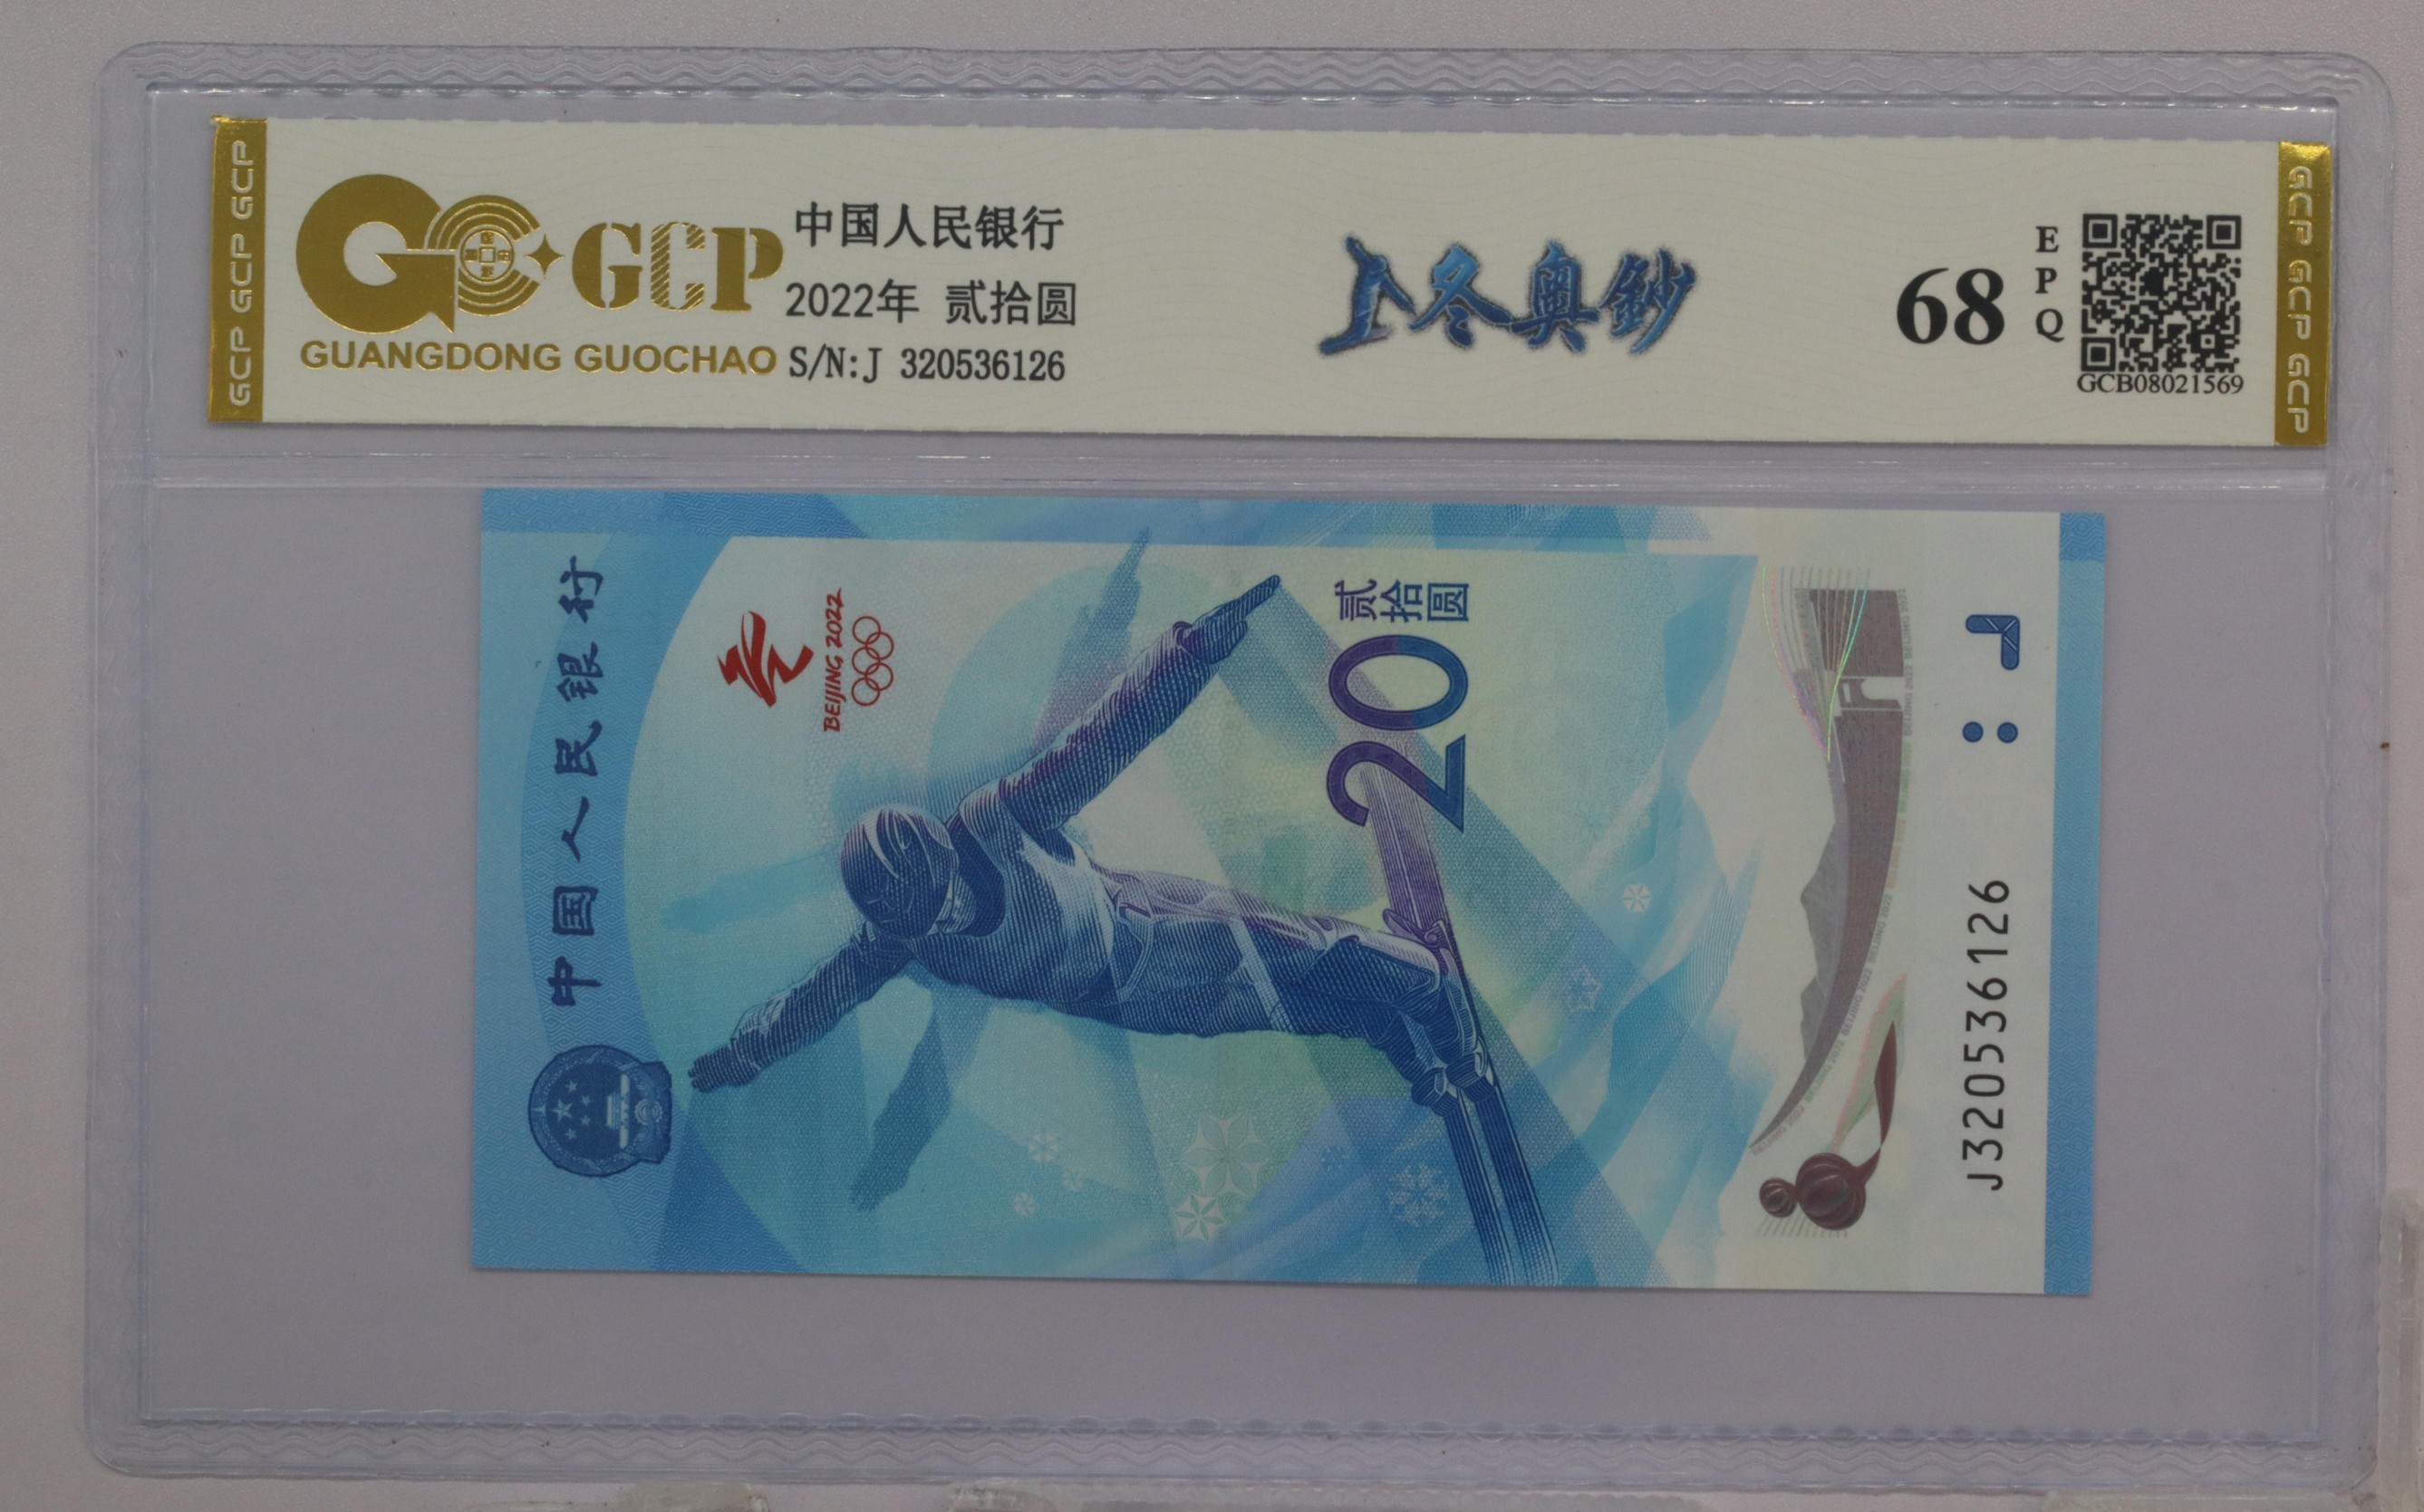 GCP GCP GCP
GCP
GUANGDONG GUOCHAO
中国人民银行
2022年 贰拾圆
S/N:J 320536126
冬奥鈔
68
EPQ
GCB08021569
GCP GCP GCP
中国人民银行
BEIJING 2022
贰拾圆
20
J320536126